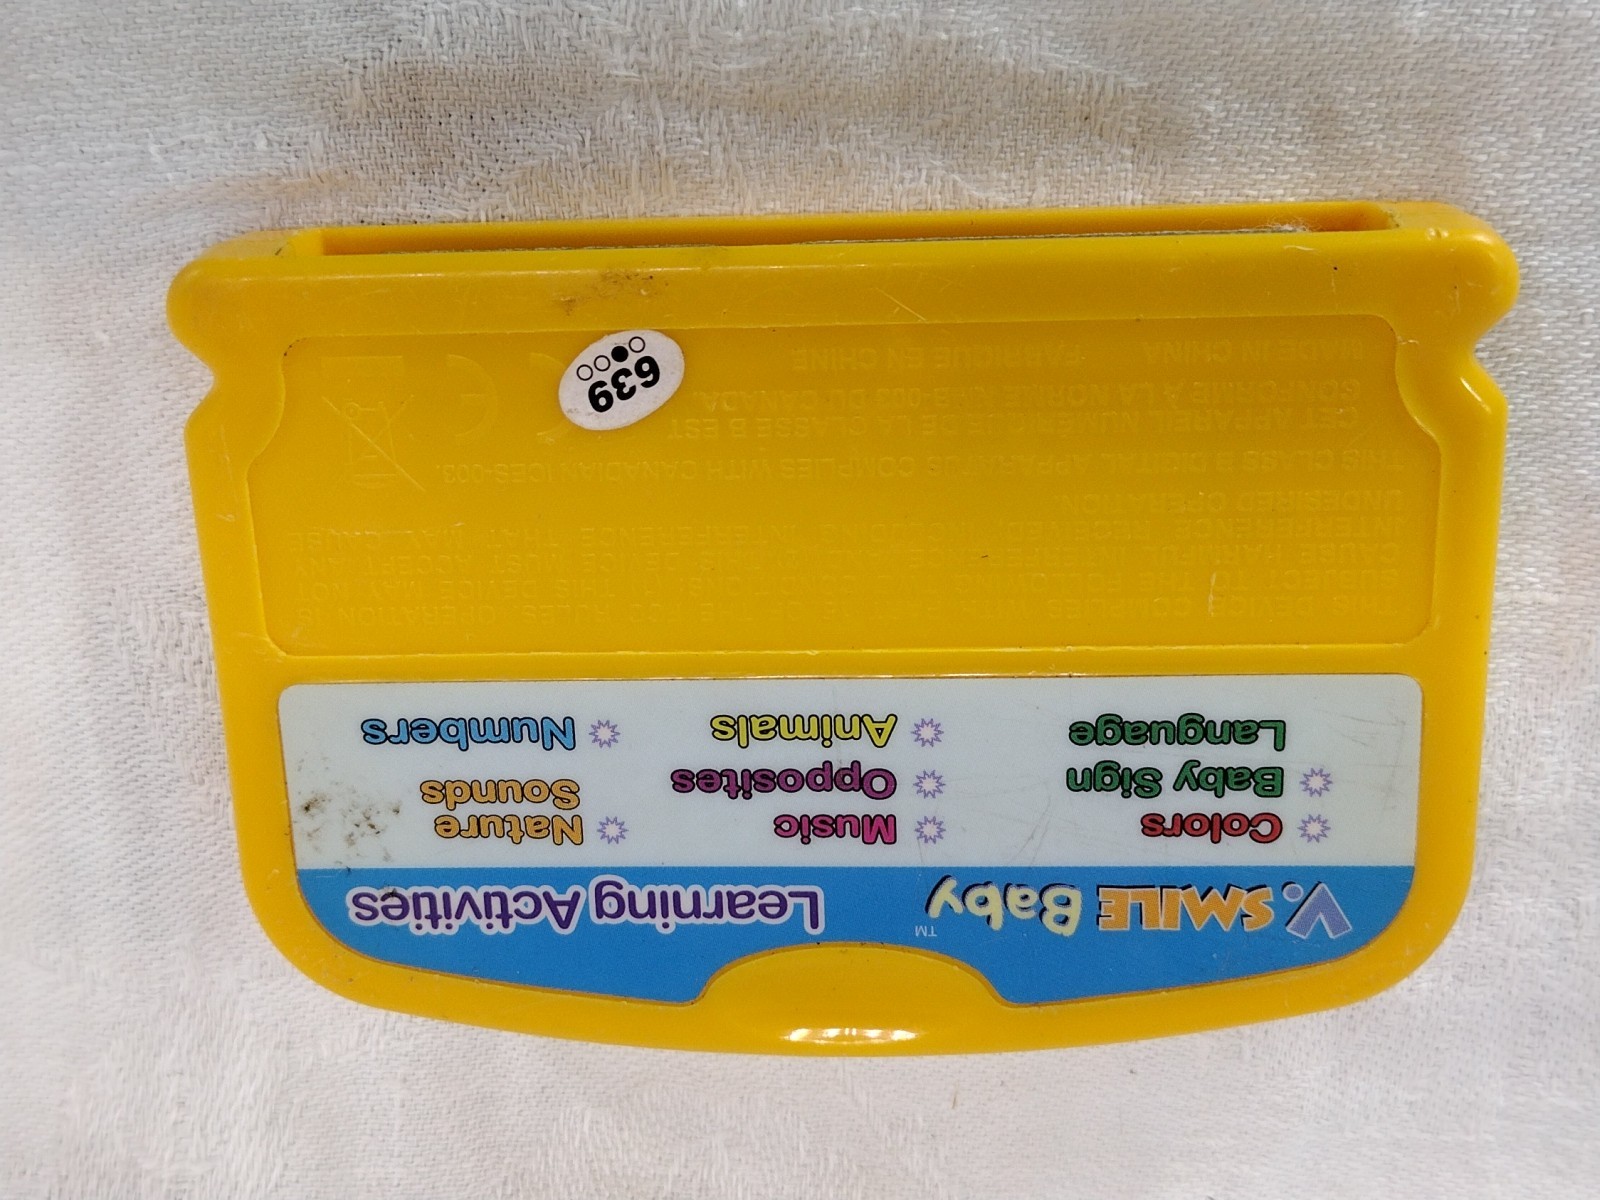 V.SMILE Baby™ Learning Activities
Colors
Baby Sign
Language
Music
Opposites
Animals
Nature
Sounds
Numbers
THIS DEVICE COMPLIES WITH PART 15 OF THE FCC RULES. OPERATION IS
SUBJECT TO THE FOLLOWING TWO CONDITIONS: 1. THIS DEVICE MAY NOT
CAUSE HARMFUL INTERFERENCE AND 2. THIS DEVICE MUST ACCEPT ANY
INTERFERENCE RECEIVED, INCLUDING INTERFERENCE THAT MAY CAUSE
UNDESIRED OPERATION.
THIS CLASS B DIGITAL APPARATUS COMPLIES WITH CANADIAN ICES-003.
CET APPAREIL NUMÉRIQUE DE LA CLASSE B EST
CONFORME À LA NORME NMB-003 DU CANADA.
MADE IN CHINA FABRIQUÉ EN CHINE
CE
639